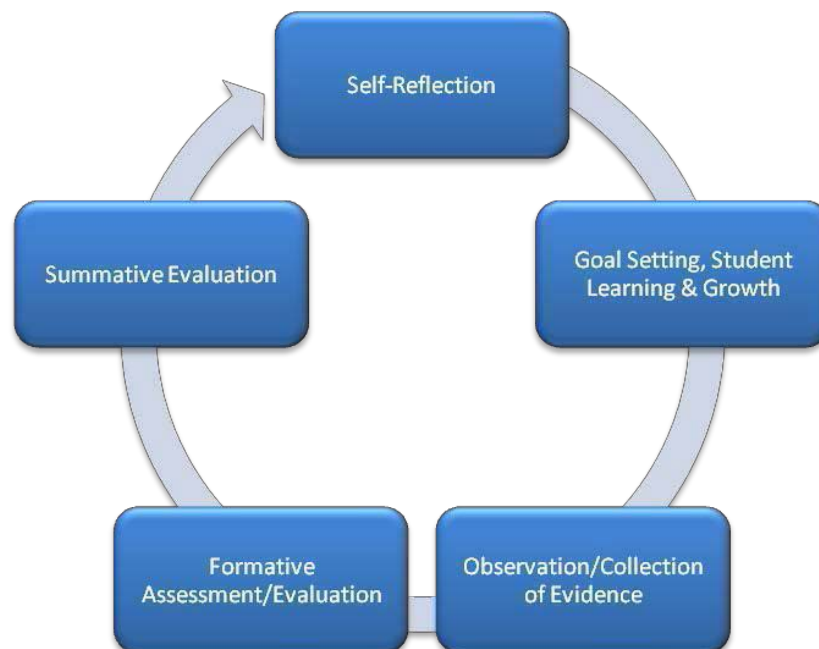 Self-Reflection
Goal Setting, Student
Learning & Growth
Observation/Collection
of Evidence
Formative
Assessment/Evaluation
Summative Evaluation